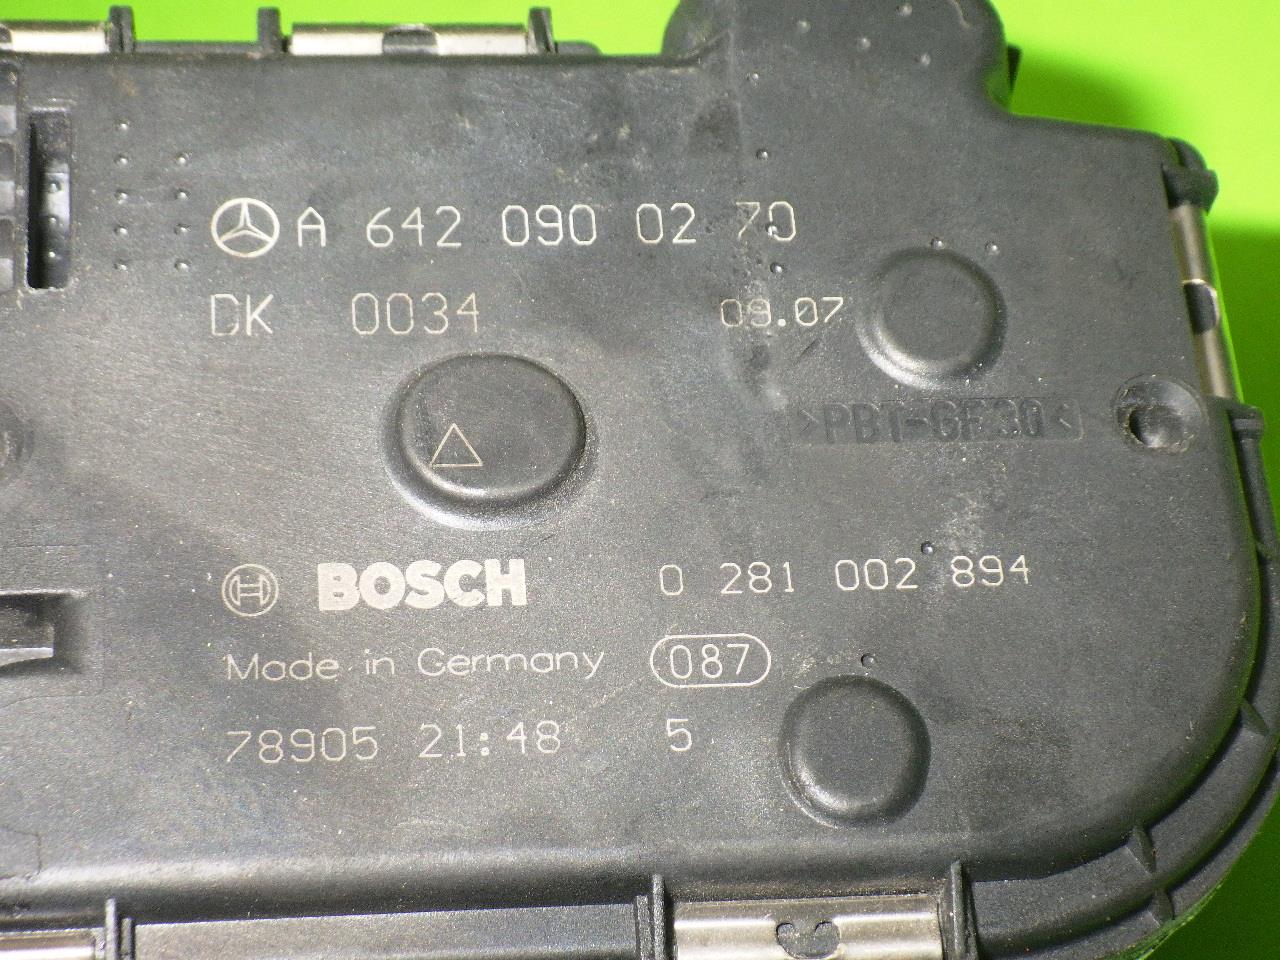 A 642 090 02 70
DK 0034 09.07
>PBT-GF30<
BOSCH 0 281 002 894
Made in Germany 087
78905 21:48 5